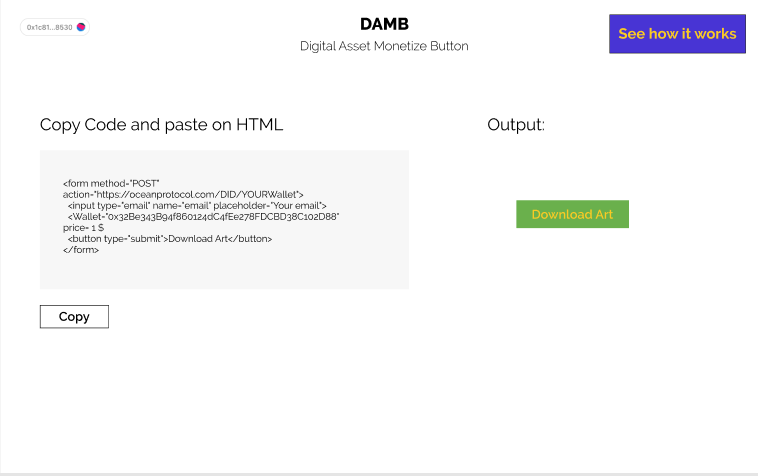 0x1c81...8530
DAMB
Digital Asset Monetize Button
See how it works
Copy Code and paste on HTML
Output:
<form method="POST"
action="https://oceanprotocol.com/DID/YOURWallet">
<input type="email" name="email" placeholder="Your email">
<Wallet="0x32Be343B94f860124dC4fEe278FDCBD38C102D88"
price= 1 $
<button type="submit">Download Art</button>
</form>
Download Art
Copy